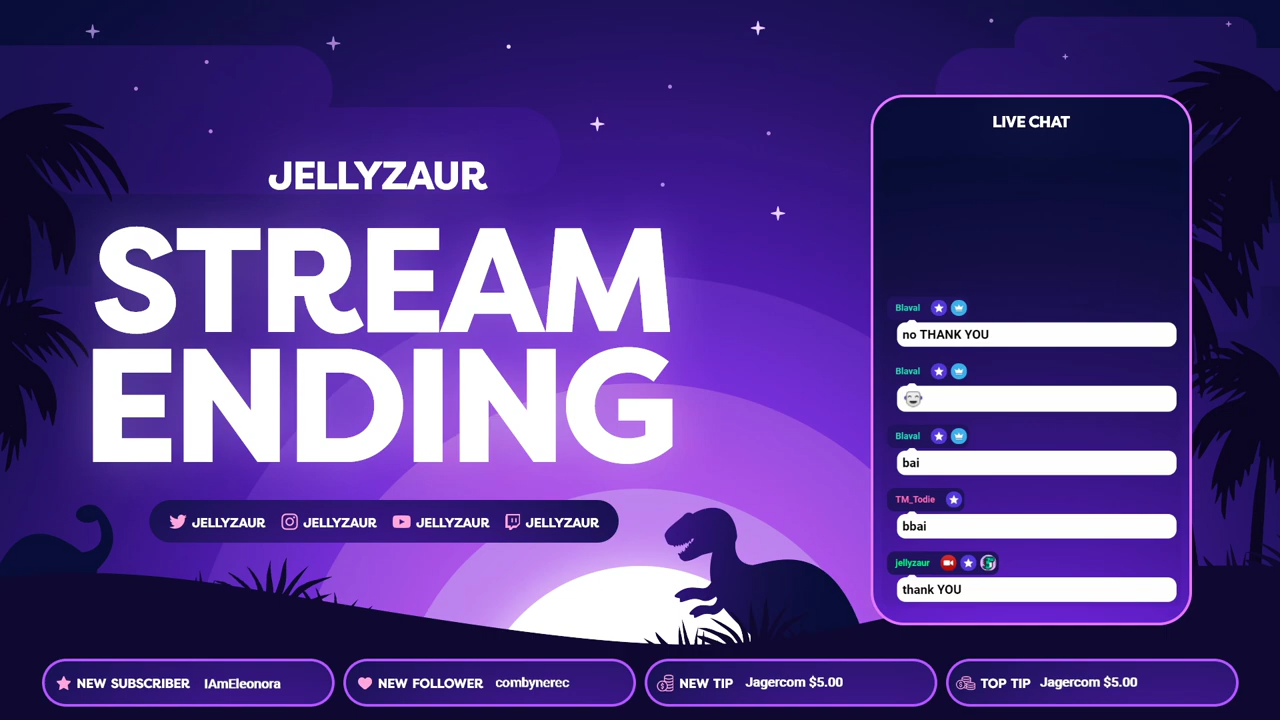 JELLYZAUR
STREAM
ENDING
JELLYZAUR JELLYZAUR JELLYZAUR JELLYZAUR
LIVE CHAT
Blaval
no THANK YOU
Blaval
Blaval
bai
TM_Todie
bbai
jellyzaur
thank YOU
NEW SUBSCRIBER IAmEleonora
NEW FOLLOWER combynerec
NEW TIP Jagercom $5.00
TOP TIP Jagercom $5.00